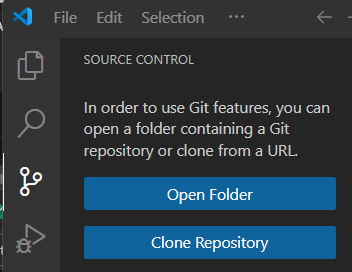 File Edit Selection ···
SOURCE CONTROL
In order to use Git features, you can
open a folder containing a Git
repository or clone from a URL.
Open Folder
Clone Repository